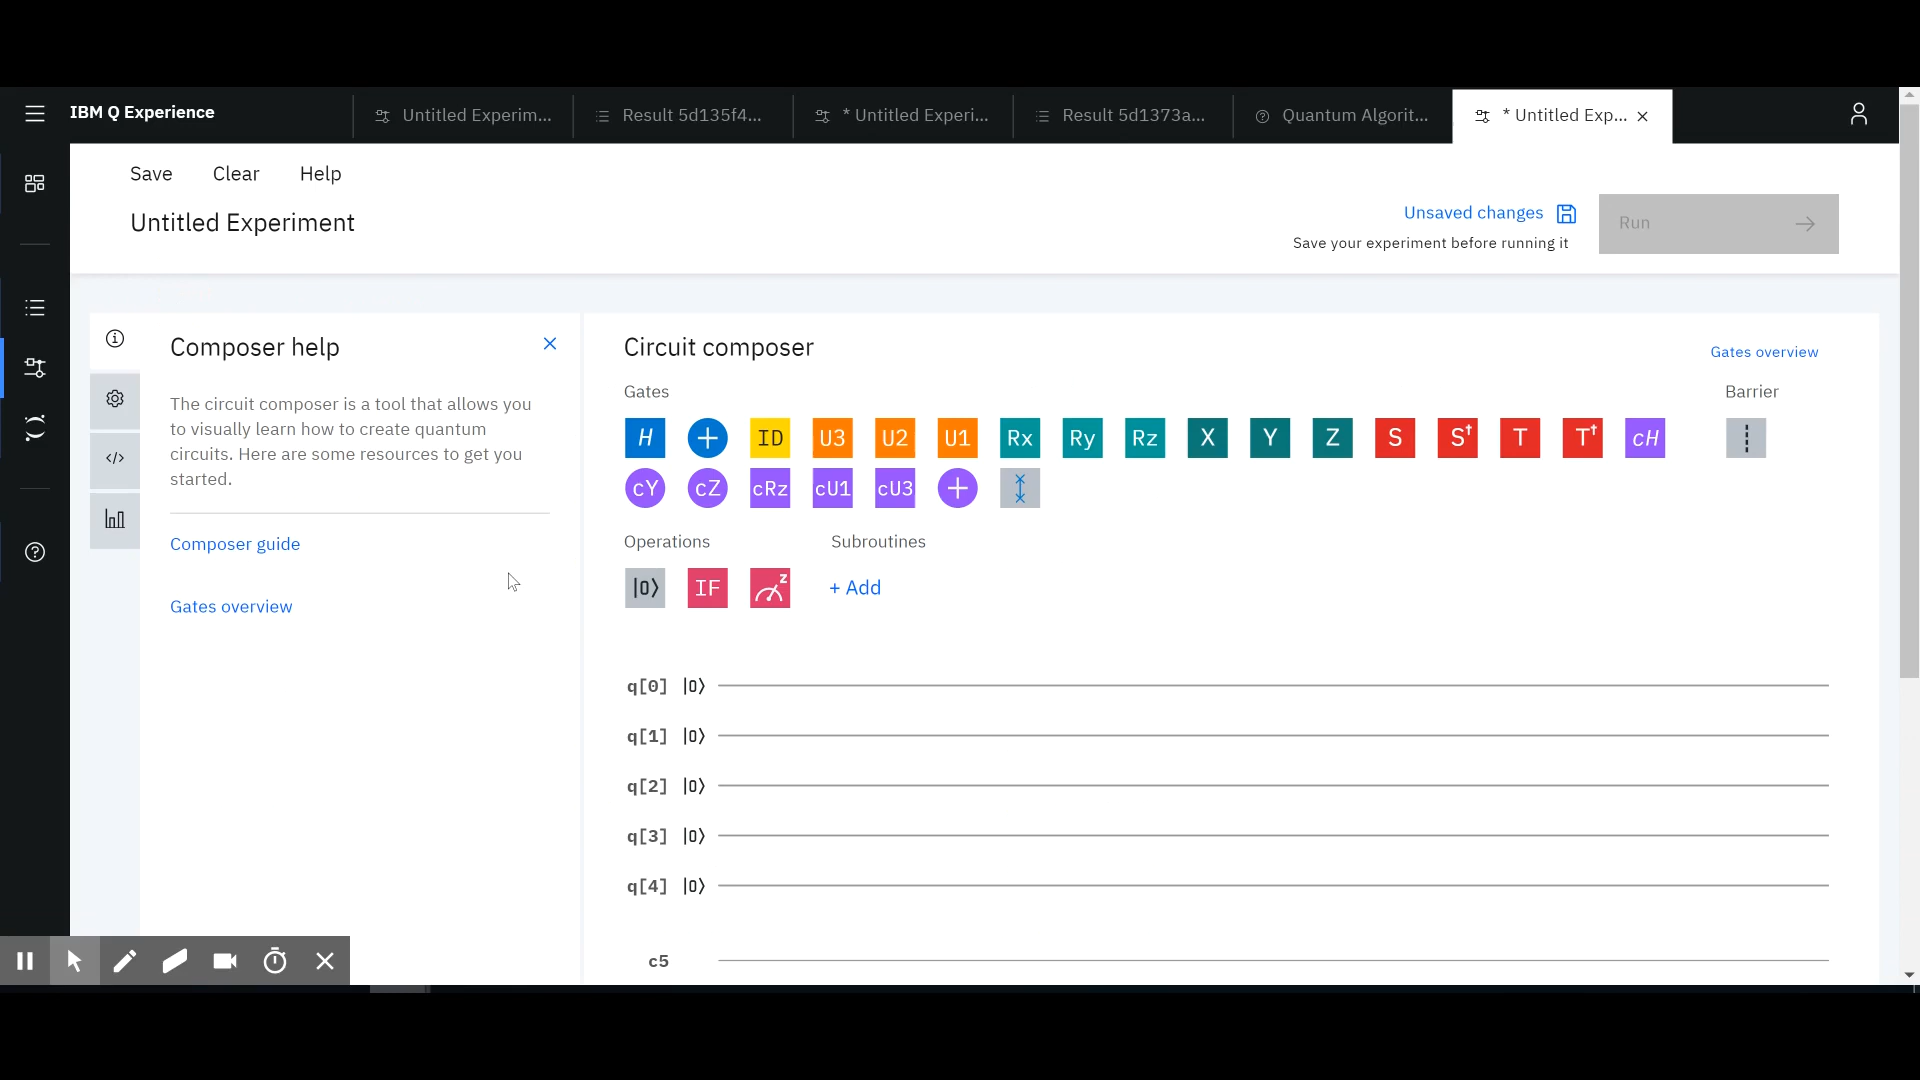 IBM Q Experience
Untitled Experim...
Result 5d135f4...
* Untitled Experi...
Result 5d1373a...
Quantum Algorit...
* Untitled Exp...
Save Clear Help
Untitled Experiment
Unsaved changes
Save your experiment before running it
Run
Composer help
The circuit composer is a tool that allows you
to visually learn how to create quantum
circuits. Here are some resources to get you
started.
Composer guide
Gates overview
Circuit composer
Gates overview
Gates
Barrier
H ID U3 U2 U1 Rx Ry Rz X Y Z S S† T T† cH
cY cZ cRz cU1 cU3
Operations
Subroutines
|0⟩ IF z
+ Add
q[0] |0⟩
q[1] |0⟩
q[2] |0⟩
q[3] |0⟩
q[4] |0⟩
c5